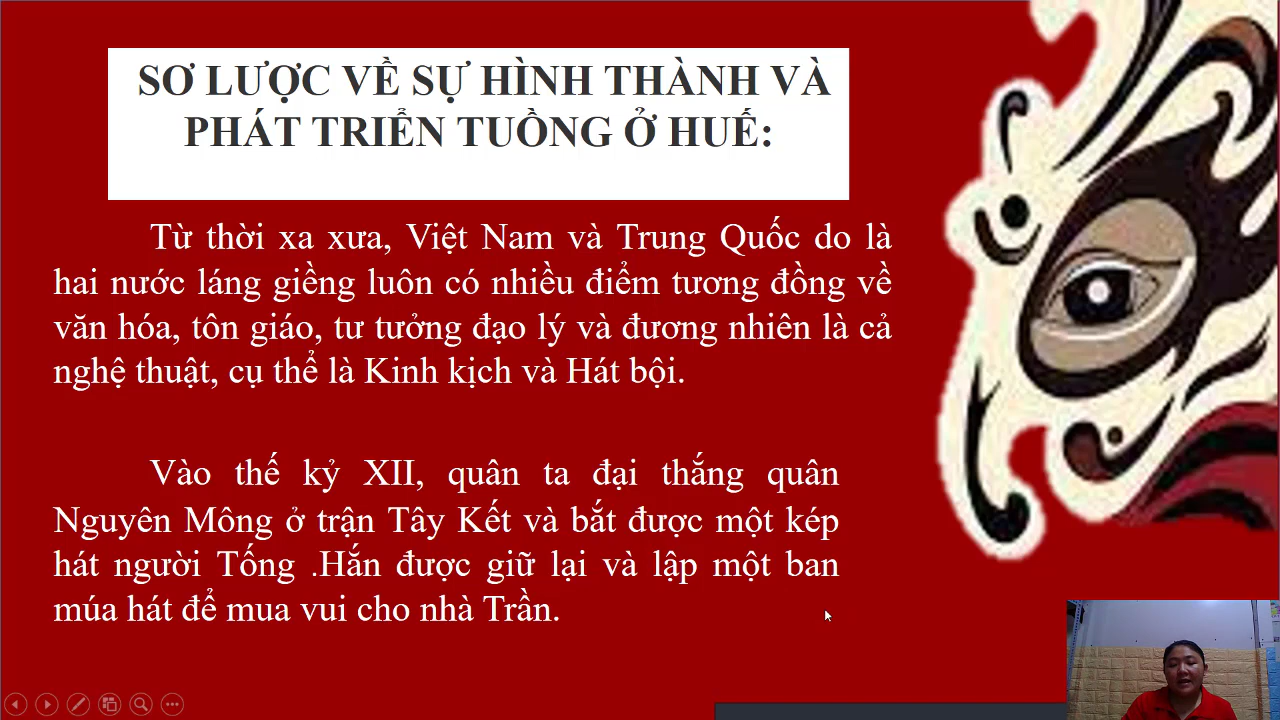 SƠ LƯỢC VỀ SỰ HÌNH THÀNH VÀ
PHÁT TRIỂN TUỒNG Ở HUẾ:
Từ thời xa xưa, Việt Nam và Trung Quốc do là
hai nước láng giềng luôn có nhiều điểm tương đồng về
văn hóa, tôn giáo, tư tưởng đạo lý và đương nhiên là cả
nghệ thuật, cụ thể là Kinh kịch và Hát bội.
Vào thế kỷ XII, quân ta đại thắng quân
Nguyên Mông ở trận Tây Kết và bắt được một kép
hát người Tống .Hắn được giữ lại và lập một ban
múa hát để mua vui cho nhà Trần.